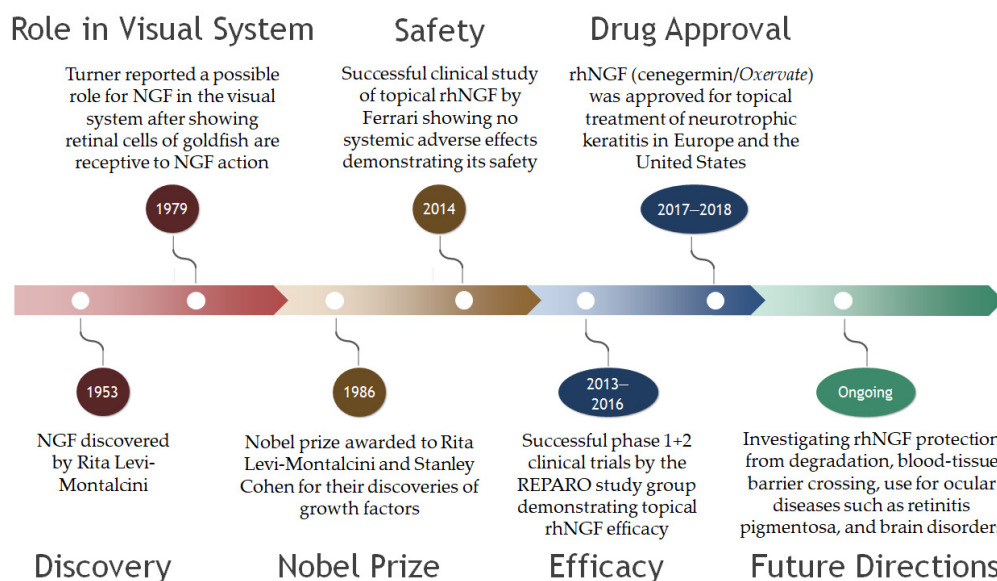 Role in Visual System
Turner reported a possible
role for NGF in the visual
system after showing
retinal cells of goldfish are
receptive to NGF action
1979
Safety
Successful clinical study
of topical rhNGF by
Ferrari showing no
systemic adverse effects
demonstrating its safety
2014
Drug Approval
rhNGF (cenegermin/Oxervate)
was approved for topical
treatment of neurotrophic
keratitis in Europe and the
United States
2017–2018
1953
NGF discovered
by Rita Levi-
Montalcini
Discovery
1986
Nobel prize awarded to Rita
Levi-Montalcini and Stanley
Cohen for their discoveries of
growth factors
Nobel Prize
2013–
2016
Successful phase 1+2
clinical trials by the
REPARO study group
demonstrating topical
rhNGF efficacy
Efficacy
Ongoing
Investigating rhNGF protection
from degradation, blood-tissue
barrier crossing, use for ocular
diseases such as retinitis
pigmentosa, and brain disorders
Future Directions